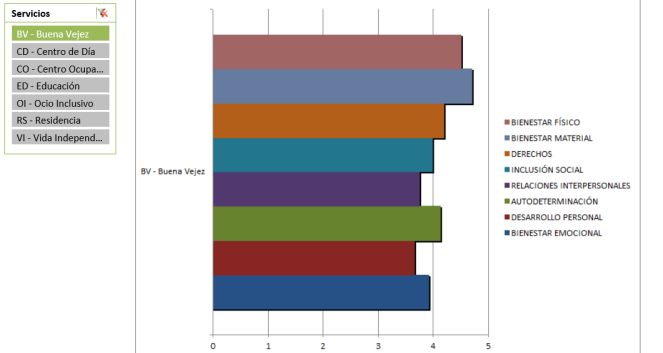 Servicios
BV - Buena Vejez
CD - Centro de Día
CO - Centro Ocupa...
ED - Educación
OI - Ocio Inclusivo
RS - Residencia
VI - Vida Independ...
BV - Buena Vejez
BIENESTAR FÍSICO
BIENESTAR MATERIAL
DERECHOS
INCLUSIÓN SOCIAL
RELACIONES INTERPERSONALES
AUTODETERMINACIÓN
DESARROLLO PERSONAL
BIENESTAR EMOCIONAL
0 1 2 3 4 5